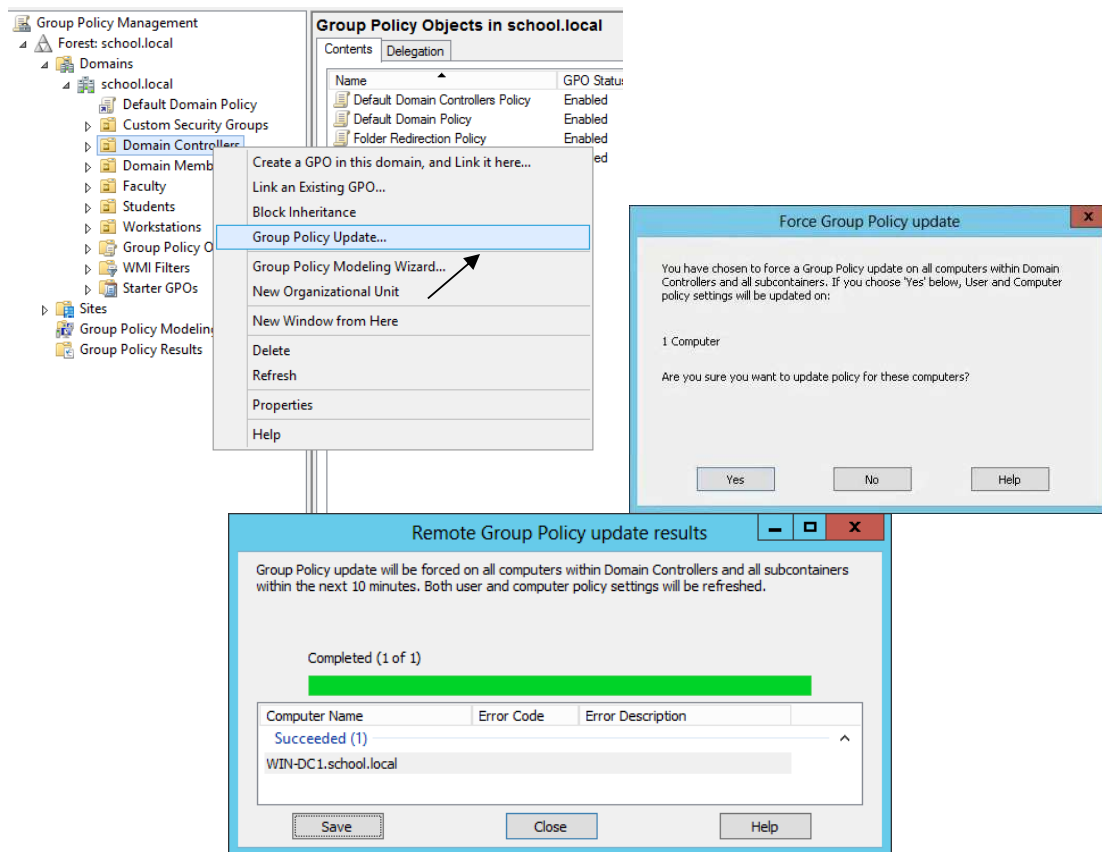 Group Policy Management
Forest: school.local
Domains
school.local
Default Domain Policy
Custom Security Groups
Domain Controllers
Domain Memb
Faculty
Students
Workstations
Group Policy O
WMI Filters
Starter GPOs
Sites
Group Policy Modeling
Group Policy Results
Group Policy Objects in school.local
Contents Delegation
Name GPO Status
Default Domain Controllers Policy Enabled
Default Domain Policy Enabled
Folder Redirection Policy Enabled
ed
Create a GPO in this domain, and Link it here...
Link an Existing GPO...
Block Inheritance
Group Policy Update...
Group Policy Modeling Wizard...
New Organizational Unit
New Window from Here
Delete
Refresh
Properties
Help
Force Group Policy update
x
You have chosen to force a Group Policy update on all computers within Domain
Controllers and all subcontainers. If you choose 'Yes' below, User and Computer
policy settings will be updated on:
1 Computer
Are you sure you want to update policy for these computers?
Yes No Help
Remote Group Policy update results
x
Group Policy update will be forced on all computers within Domain Controllers and all subcontainers
within the next 10 minutes. Both user and computer policy settings will be refreshed.
Completed (1 of 1)
Computer Name Error Code Error Description
Succeeded (1)
WIN-DC1.school.local
Save Close Help